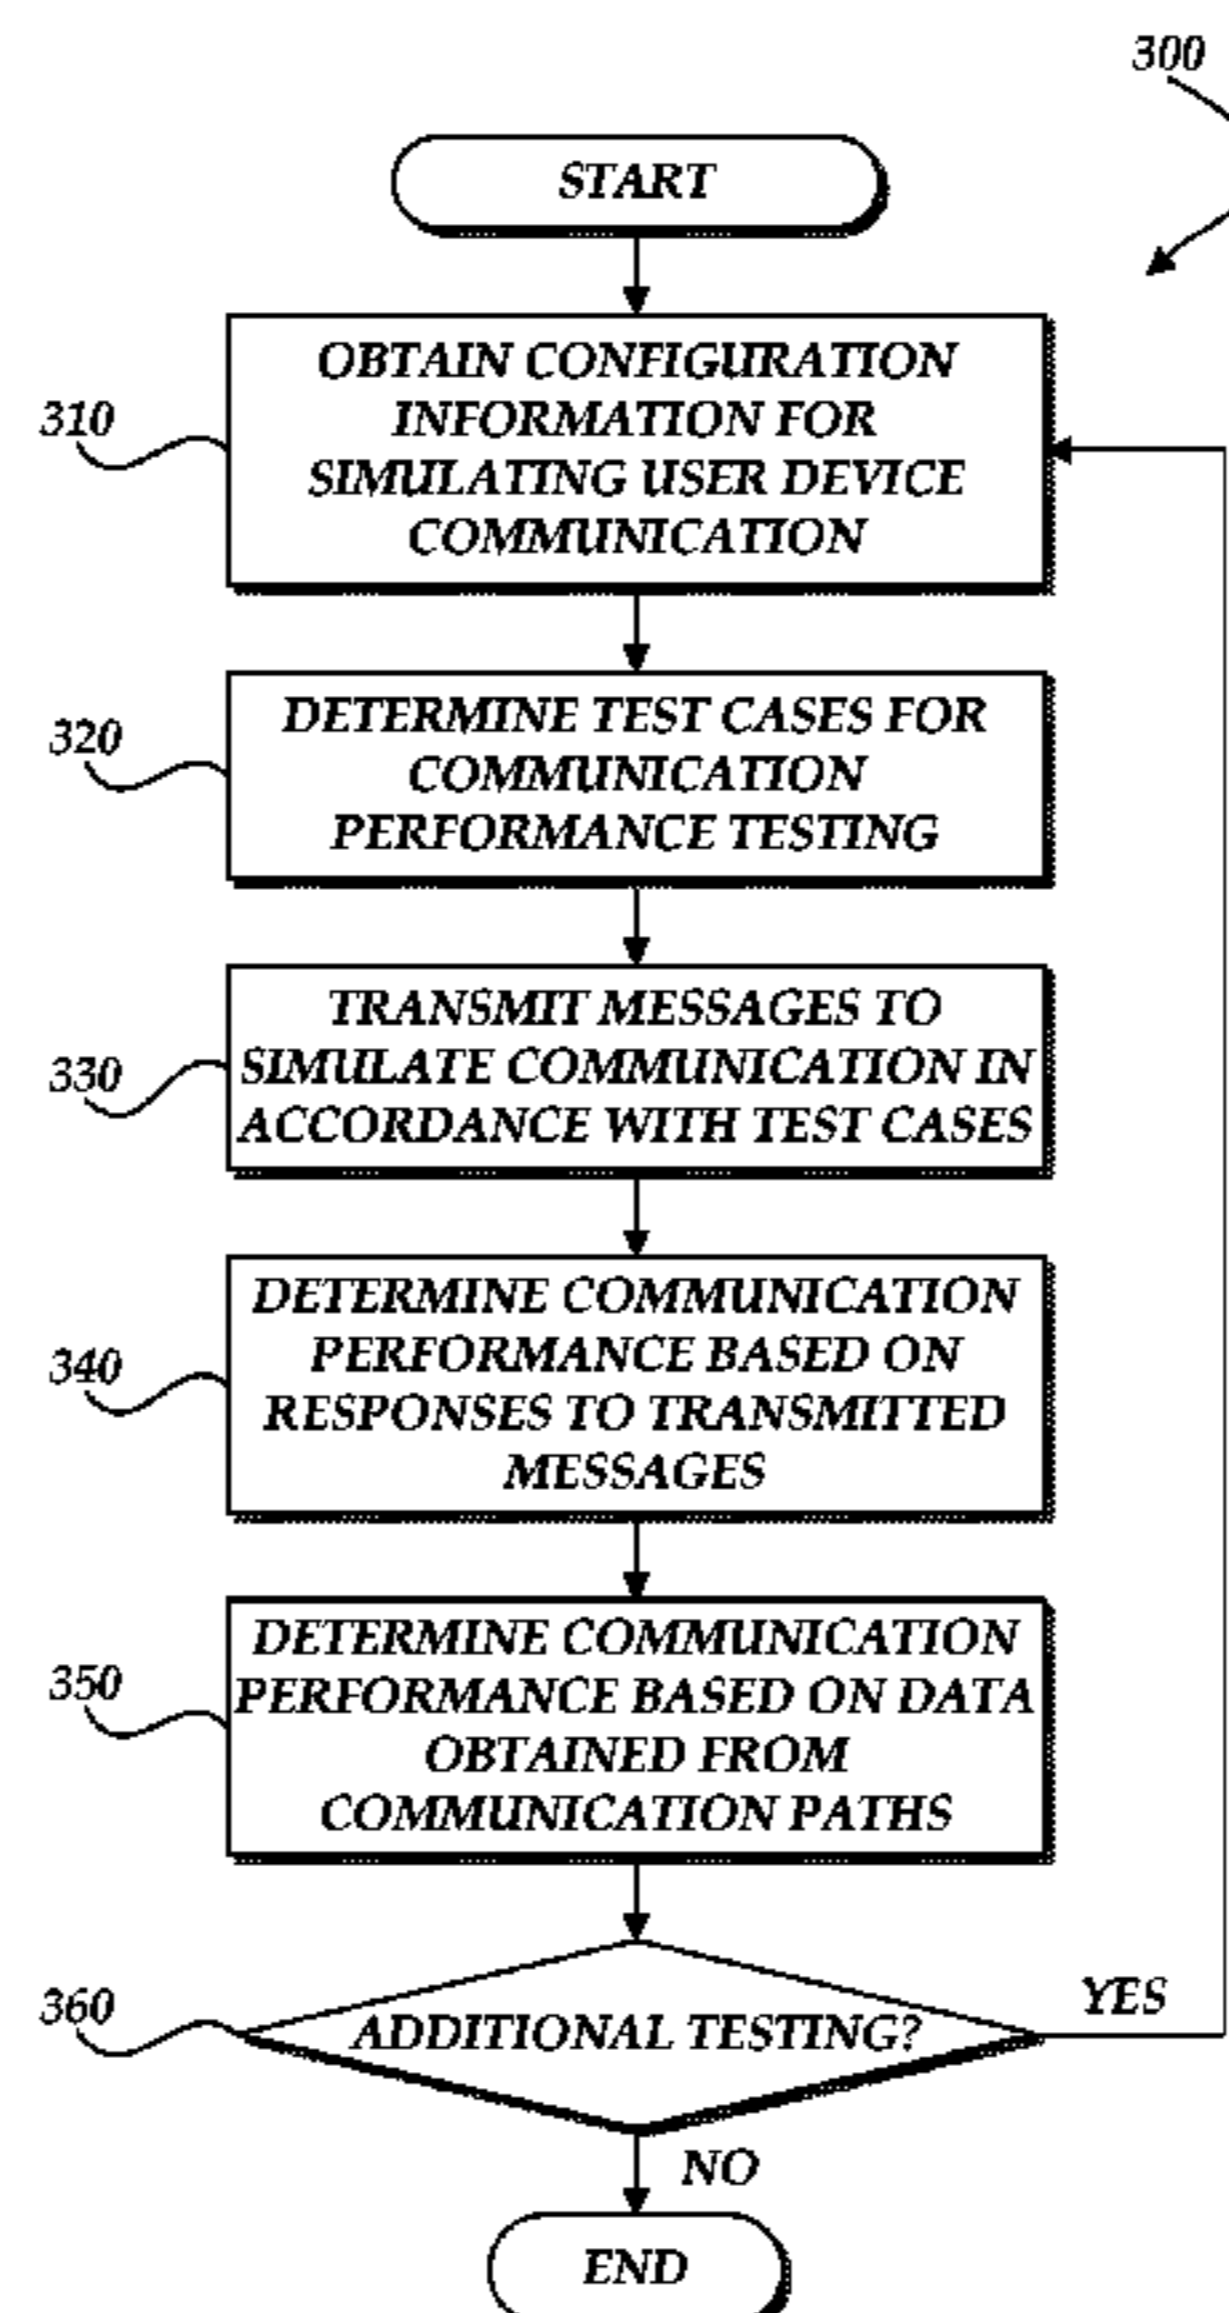 300
START
310
OBTAIN CONFIGURATION
INFORMATION FOR
SIMULATING USER DEVICE
COMMUNICATION
320
DETERMINE TEST CASES FOR
COMMUNICATION
PERFORMANCE TESTING
330
TRANSMIT MESSAGES TO
SIMULATE COMMUNICATION IN
ACCORDANCE WITH TEST CASES
340
DETERMINE COMMUNICATION
PERFORMANCE BASED ON
RESPONSES TO TRANSMITTED
MESSAGES
350
DETERMINE COMMUNICATION
PERFORMANCE BASED ON DATA
OBTAINED FROM
COMMUNICATION PATHS
360
ADDITIONAL TESTING?
YES
NO
END